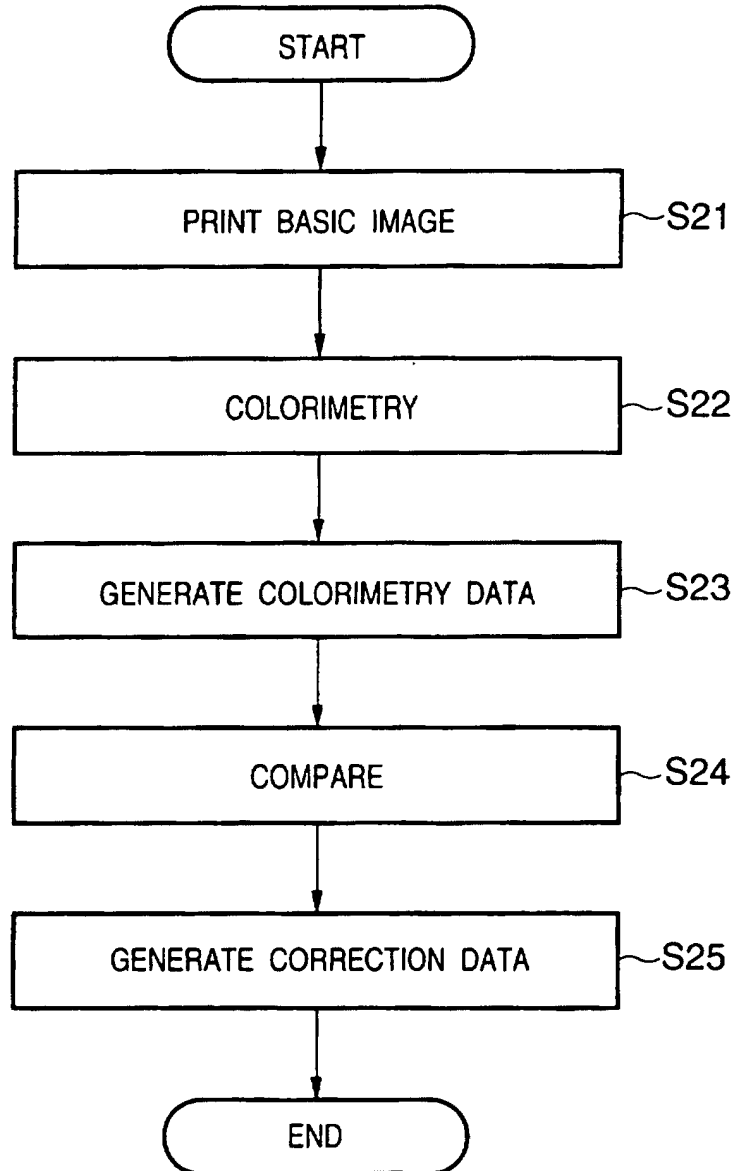 START
PRINT BASIC IMAGE
S21
COLORIMETRY
S22
GENERATE COLORIMETRY DATA
S23
COMPARE
S24
GENERATE CORRECTION DATA
S25
END